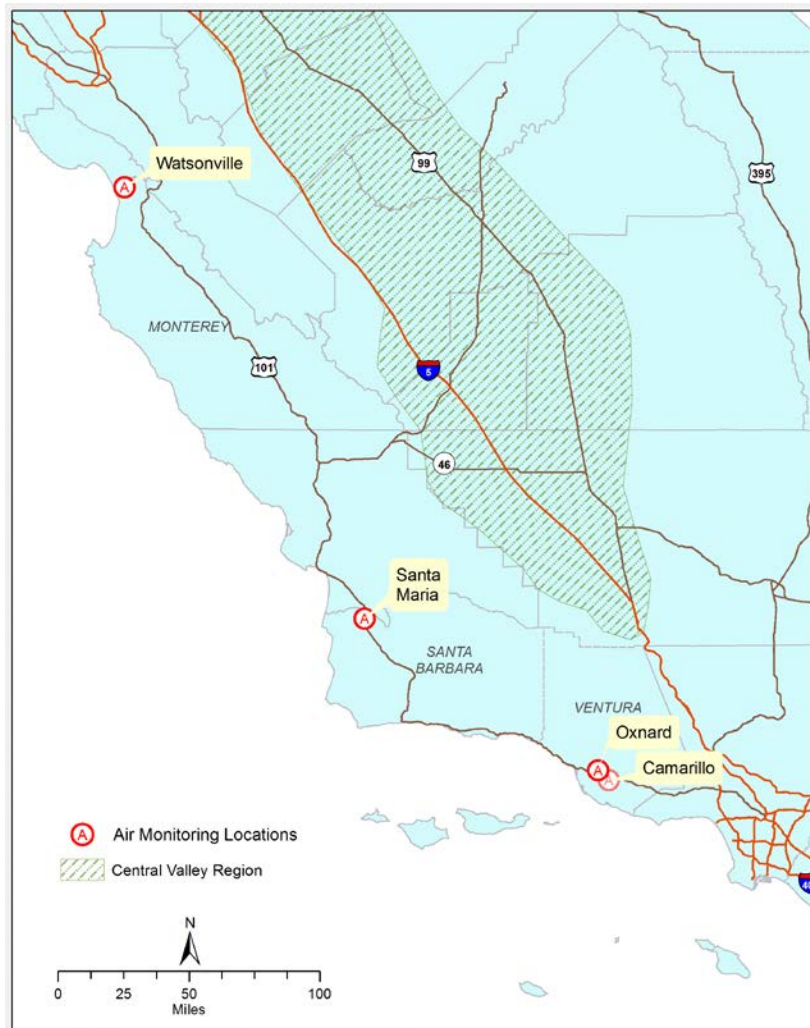 Watsonville
A
99
395
MONTEREY
101
5
46
Santa
Maria
A
SANTA
BARBARA
VENTURA
Oxnard
A
Camarillo
A
A Air Monitoring Locations
Central Valley Region
N
0 25 50 100
Miles